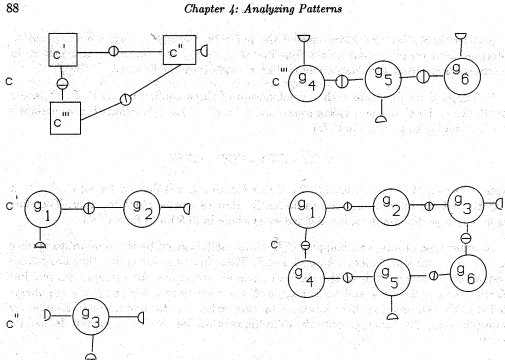 88 Chapter 4: Analyzing Patterns
c' c"
c
c'''
c''' g4 g5 g6
c' g1 g2
g1 g2 g3
c
g4 g5 g6
c" g3